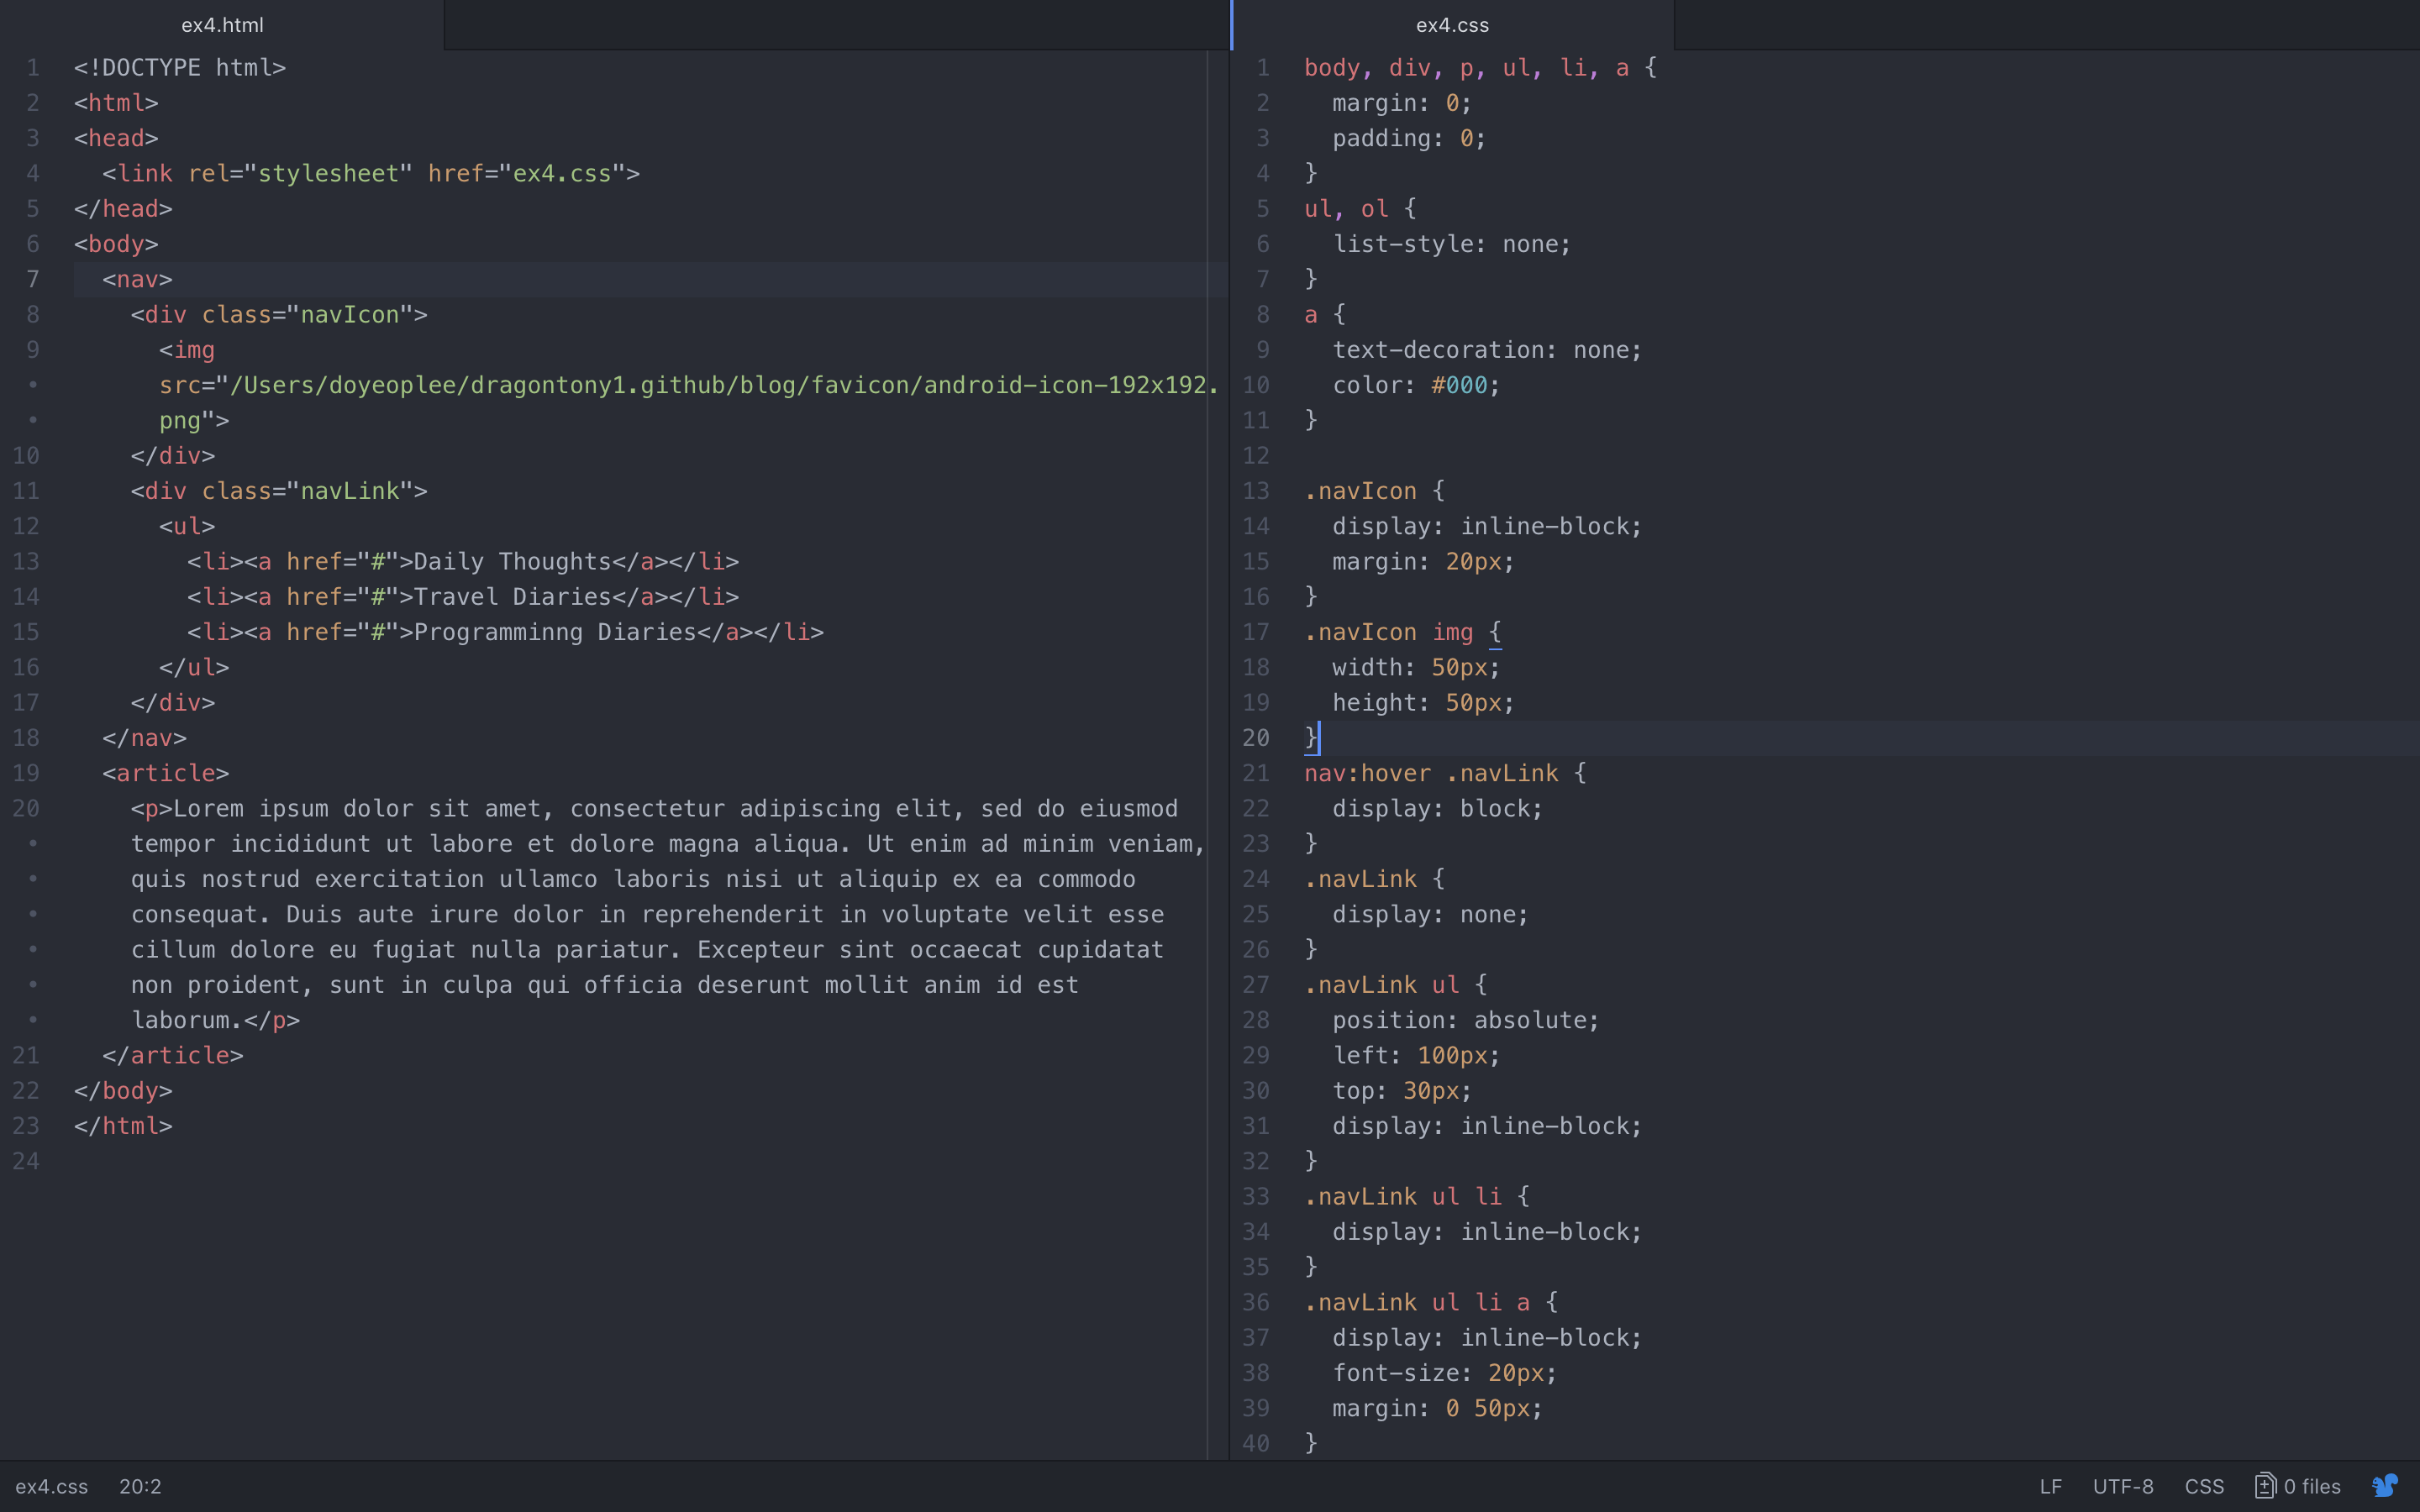 ex4.html
1 <!DOCTYPE html>
2 <html>
3 <head>
4   <link rel="stylesheet" href="ex4.css">
5 </head>
6 <body>
7   <nav>
8     <div class="navIcon">
9       <img
•       src="/Users/doyeoplee/dragontony1.github/blog/favicon/android-icon-192x192.
•       png">
10     </div>
11     <div class="navLink">
12       <ul>
13         <li><a href="#">Daily Thoughts</a></li>
14         <li><a href="#">Travel Diaries</a></li>
15         <li><a href="#">Programminng Diaries</a></li>
16       </ul>
17     </div>
18   </nav>
19   <article>
20     <p>Lorem ipsum dolor sit amet, consectetur adipiscing elit, sed do eiusmod
•     tempor incididunt ut labore et dolore magna aliqua. Ut enim ad minim veniam,
•     quis nostrud exercitation ullamco laboris nisi ut aliquip ex ea commodo
•     consequat. Duis aute irure dolor in reprehenderit in voluptate velit esse
•     cillum dolore eu fugiat nulla pariatur. Excepteur sint occaecat cupidatat
•     non proident, sunt in culpa qui officia deserunt mollit anim id est
•     laborum.</p>
21   </article>
22 </body>
23 </html>
24
ex4.css
1 body, div, p, ul, li, a {
2   margin: 0;
3   padding: 0;
4 }
5 ul, ol {
6   list-style: none;
7 }
8 a {
9   text-decoration: none;
10   color: #000;
11 }
12
13 .navIcon {
14   display: inline-block;
15   margin: 20px;
16 }
17 .navIcon img {
18   width: 50px;
19   height: 50px;
20 }
21 nav:hover .navLink {
22   display: block;
23 }
24 .navLink {
25   display: none;
26 }
27 .navLink ul {
28   position: absolute;
29   left: 100px;
30   top: 30px;
31   display: inline-block;
32 }
33 .navLink ul li {
34   display: inline-block;
35 }
36 .navLink ul li a {
37   display: inline-block;
38   font-size: 20px;
39   margin: 0 50px;
40 }
ex4.css 20:2 LF UTF-8 CSS 0 files